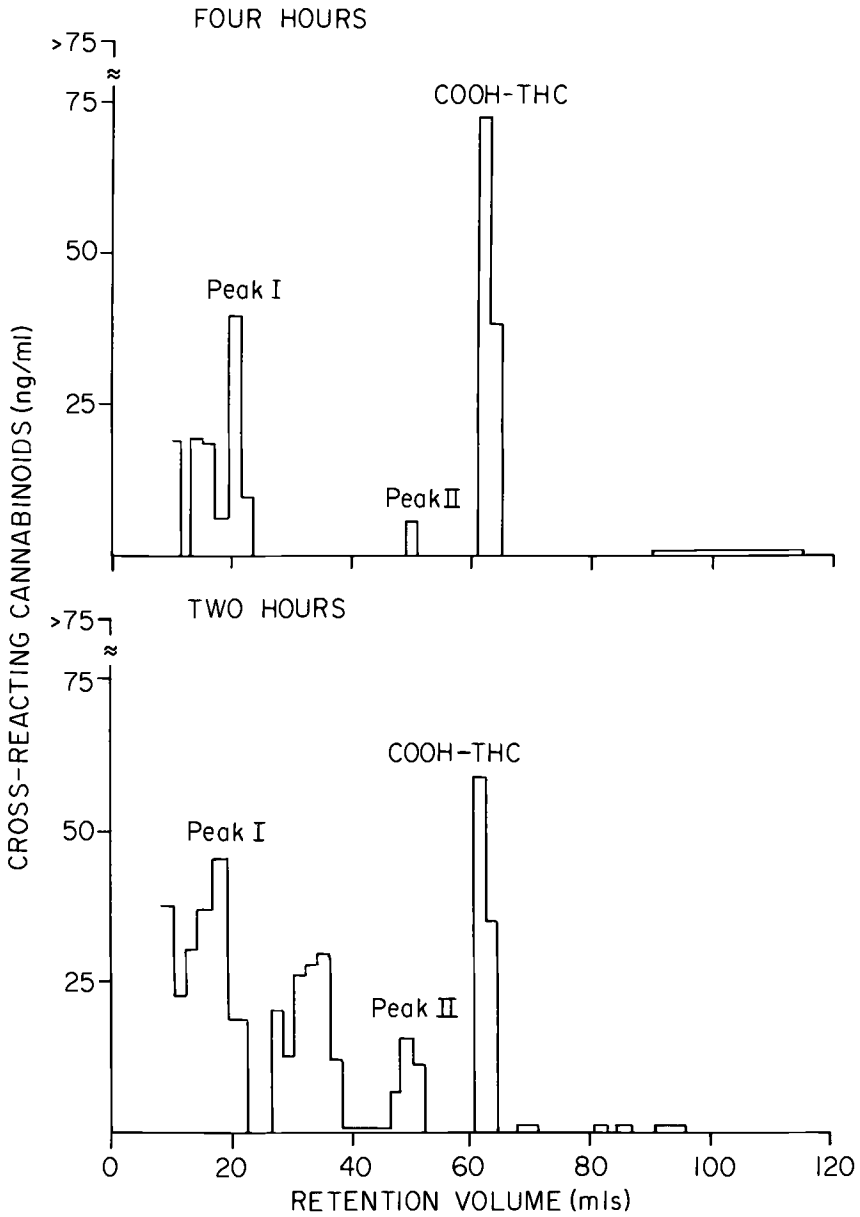 FOUR HOURS
>75
≈
75
COOH-THC
50
Peak I
25
Peak II
CROSS-REACTING CANNABINOIDS (ng/ml)
TWO HOURS
>75
≈
75
COOH-THC
50
Peak I
25
Peak II
0 20 40 60 80 100 120
RETENTION VOLUME (mls)